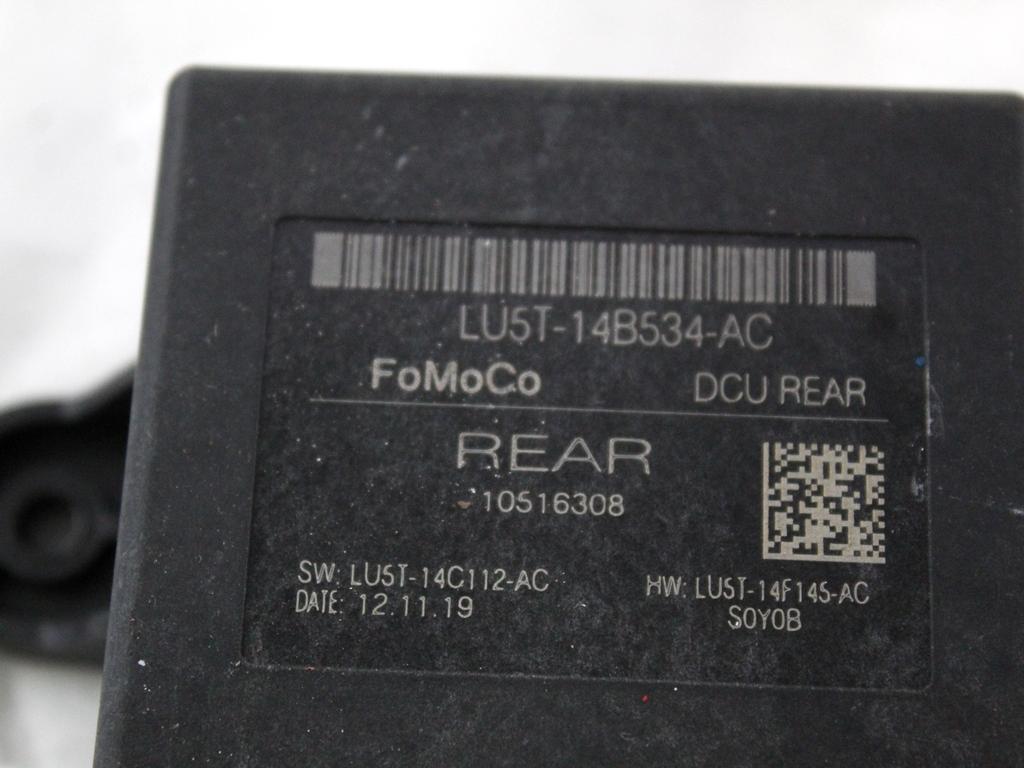 LU5T-14B534-AC
FoMoCo DCU REAR
REAR
10516308
SW: LU5T-14C112-AC
DATE: 12.11.19
HW: LU5T-14F145-AC
S0Y0B